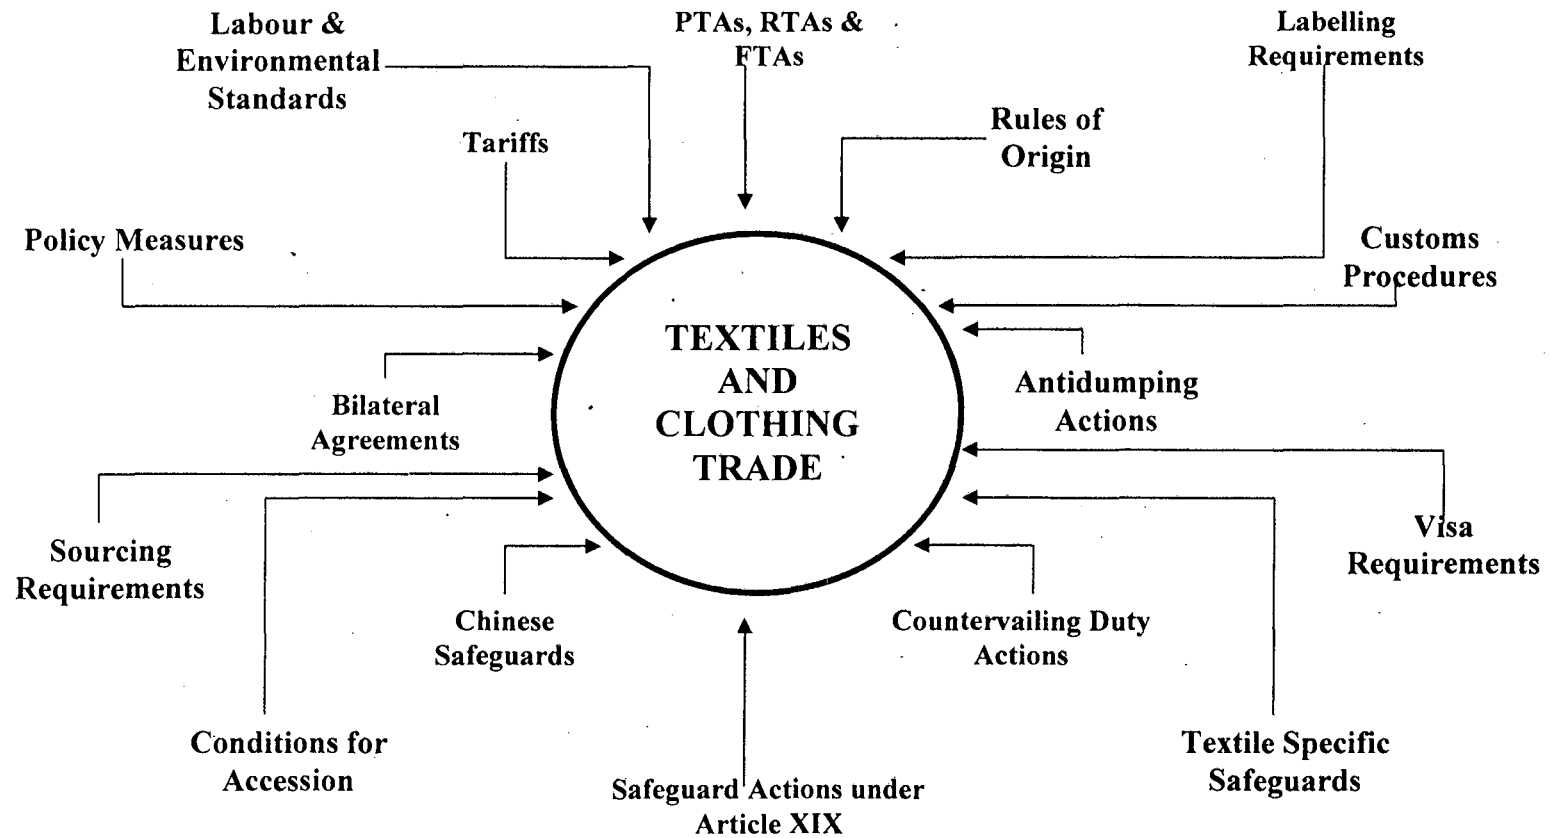 Labour &
Environmental
Standards
PTAs, RTAs &
FTAs
Labelling
Requirements
Tariffs
Rules of
Origin
Policy Measures
Customs
Procedures
TEXTILES
AND
CLOTHING
TRADE
Bilateral
Agreements
Antidumping
Actions
Sourcing
Requirements
Visa
Requirements
Chinese
Safeguards
Countervailing Duty
Actions
Conditions for
Accession
Textile Specific
Safeguards
Safeguard Actions under
Article XIX